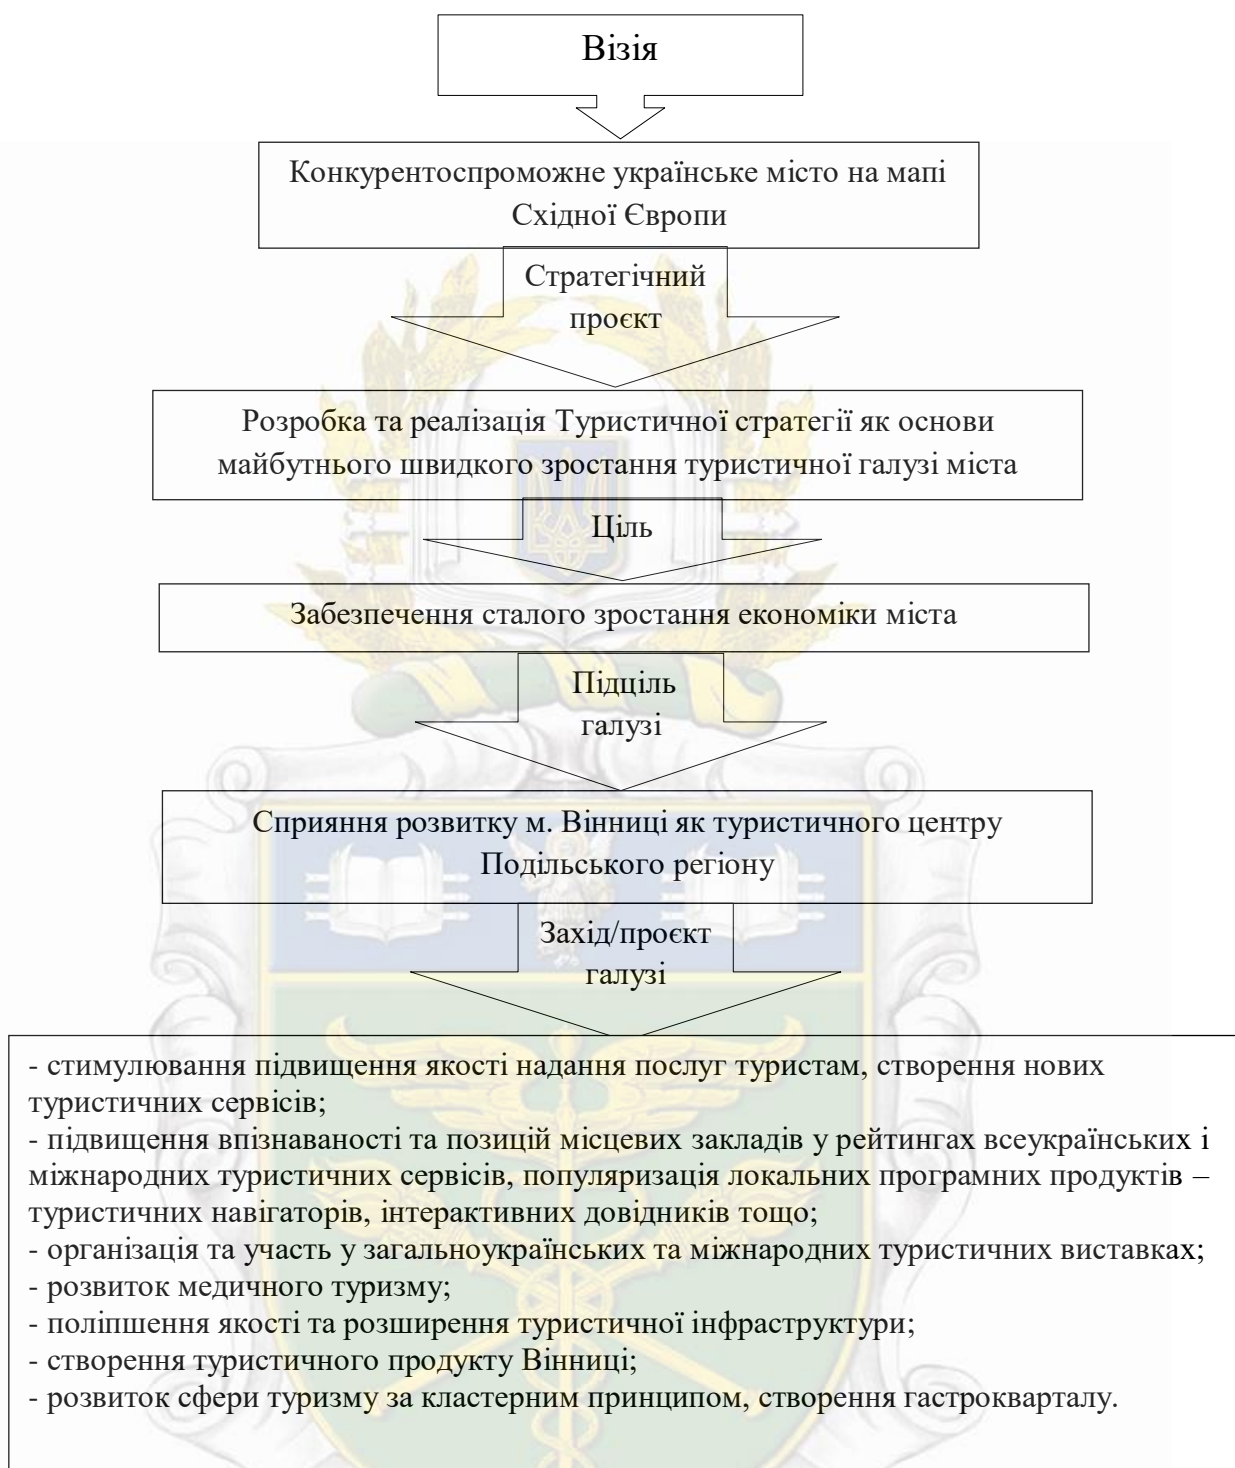 Візія
Конкурентоспроможне українське місто на мапі
Східної Європи
Стратегічний
проєкт
Розробка та реалізація Туристичної стратегії як основи
майбутнього швидкого зростання туристичної галузі міста
Ціль
Забезпечення сталого зростання економіки міста
Підціль
галузі
Сприяння розвитку м. Вінниці як туристичного центру
Подільського регіону
Захід/проєкт
галузі
- стимулювання підвищення якості надання послуг туристам, створення нових
туристичних сервісів;
- підвищення впізнаваності та позицій місцевих закладів у рейтингах всеукраїнських і
міжнародних туристичних сервісів, популяризація локальних програмних продуктів –
туристичних навігаторів, інтерактивних довідників тощо;
- організація та участь у загальноукраїнських та міжнародних туристичних виставках;
- розвиток медичного туризму;
- поліпшення якості та розширення туристичної інфраструктури;
- створення туристичного продукту Вінниці;
- розвиток сфери туризму за кластерним принципом, створення гастрокварталу.